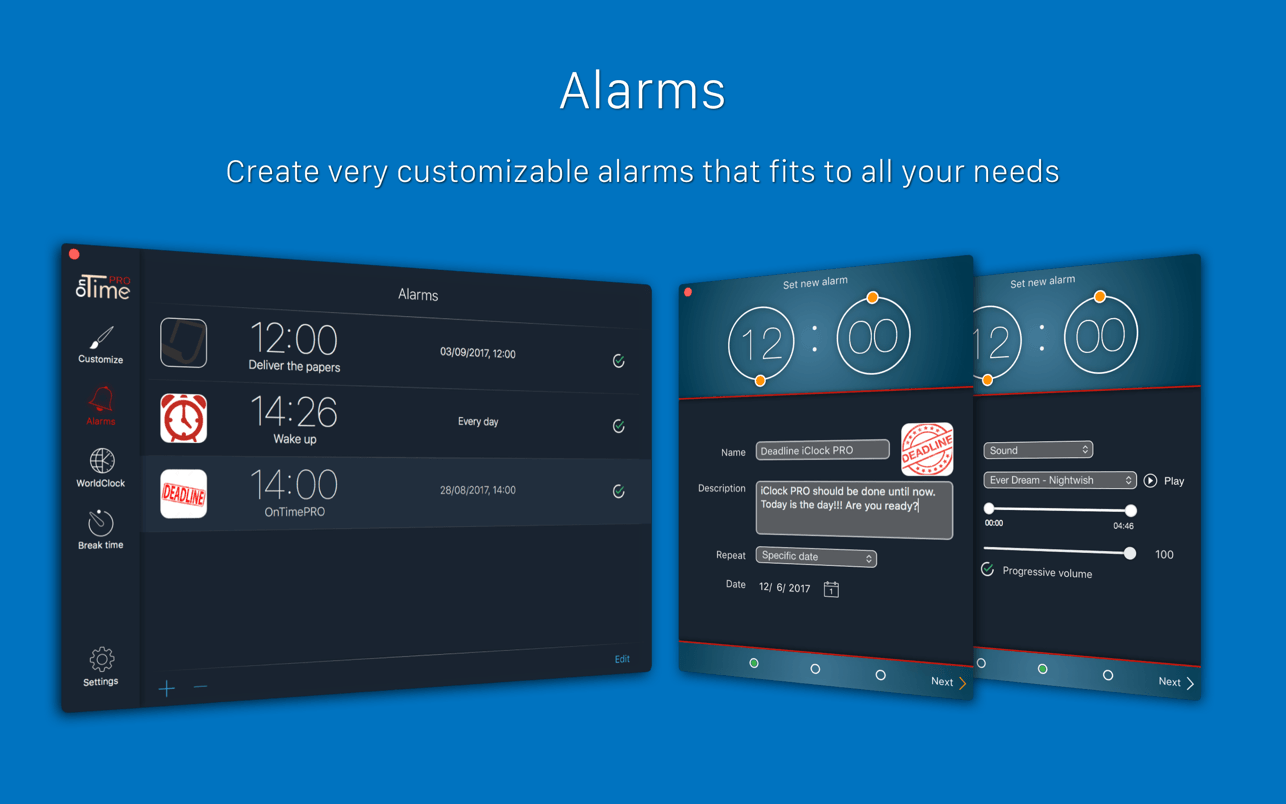 Alarms
Create very customizable alarms that fits to all your needs
onTime PRO
Customize
Alarms
WorldClock
Break time
Settings
Alarms
12:00
Deliver the papers
03/09/2017, 12:00
14:26
Wake up
Every day
DEADLINE
14:00
OnTimePRO
28/08/2017, 14:00
Edit
Set new alarm
12 : 00
Name
Deadline iClock PRO
DEADLINE
Description
iClock PRO should be done until now.
Today is the day!!! Are you ready?
Repeat
Specific date
Date
12/ 6/ 2017
1
Next
Set new alarm
12 : 00
Sound
Ever Dream - Nightwish
Play
00:00
04:46
100
Progressive volume
Next